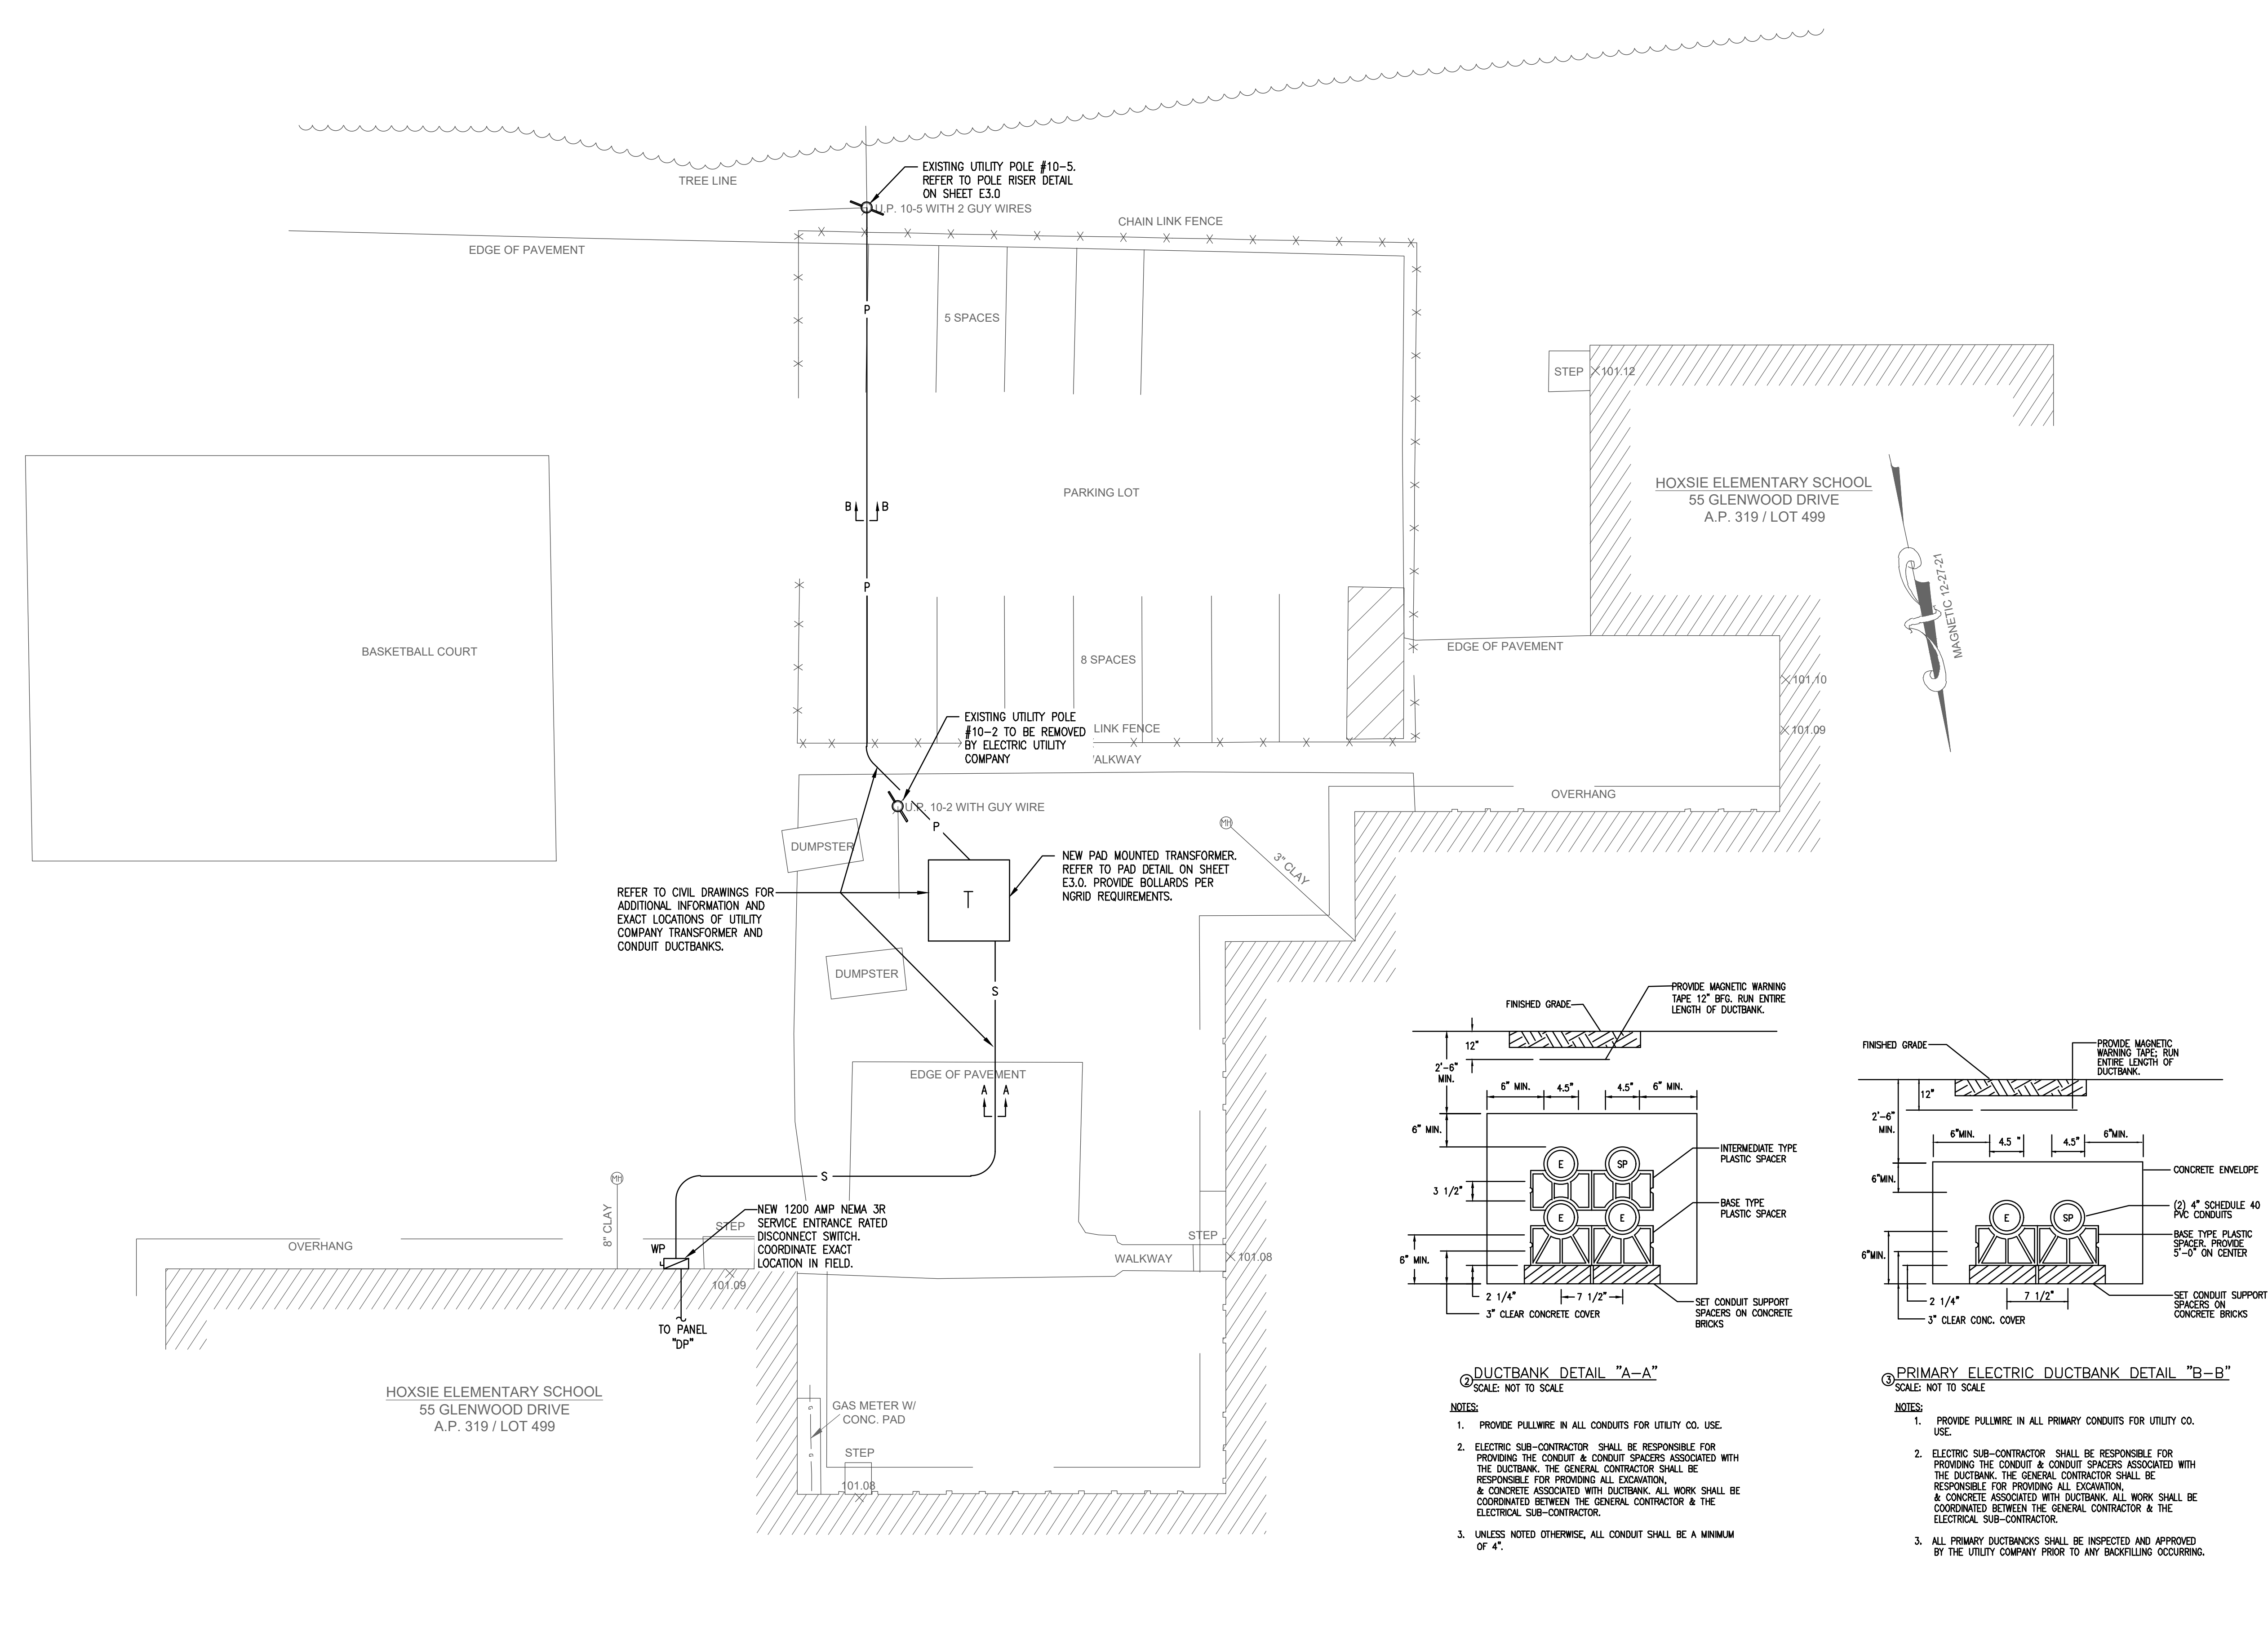 TREE LINE
EXISTING UTILITY POLE #10-5.
REFER TO POLE RISER DETAIL
ON SHEET E3.0
U.P. 10-5 WITH 2 GUY WIRES
CHAIN LINK FENCE
EDGE OF PAVEMENT
P
5 SPACES
STEP
101.12
HOXSIE ELEMENTARY SCHOOL
55 GLENWOOD DRIVE
A.P. 319 / LOT 499
PARKING LOT
B B
MAGNETIC 12-27-21
P
BASKETBALL COURT
8 SPACES
EDGE OF PAVEMENT
101.10
101.09
EXISTING UTILITY POLE
#10-2 TO BE REMOVED
BY ELECTRIC UTILITY
COMPANY
LINK FENCE
ALKWAY
OVERHANG
U.P. 10-2 WITH GUY WIRE
P
MH
3" CLAY
DUMPSTER
NEW PAD MOUNTED TRANSFORMER.
REFER TO PAD DETAIL ON SHEET
E3.0. PROVIDE BOLLARDS PER
NGRID REQUIREMENTS.
T
REFER TO CIVIL DRAWINGS FOR
ADDITIONAL INFORMATION AND
EXACT LOCATIONS OF UTILITY
COMPANY TRANSFORMER AND
CONDUIT DUCTBANKS.
DUMPSTER
S
EDGE OF PAVEMENT
A A
S
MH
8" CLAY
STEP
NEW 1200 AMP NEMA 3R
SERVICE ENTRANCE RATED
DISCONNECT SWITCH.
COORDINATE EXACT
LOCATION IN FIELD.
WP
OVERHANG
101.09
STEP
WALKWAY
101.08
TO PANEL
"DP"
HOXSIE ELEMENTARY SCHOOL
55 GLENWOOD DRIVE
A.P. 319 / LOT 499
GAS METER W/
CONC. PAD
G
G
STEP
101.08
PROVIDE MAGNETIC WARNING
TAPE 12" BFG. RUN ENTIRE
LENGTH OF DUCTBANK.
FINISHED GRADE
12"
2'-6"
MIN.
6" MIN. 4.5" 4.5" 6" MIN.
6" MIN.
E SP
INTERMEDIATE TYPE
PLASTIC SPACER
3 1/2"
BASE TYPE
PLASTIC SPACER
E E
6" MIN.
2 1/4"
7 1/2"
3" CLEAR CONCRETE COVER
SET CONDUIT SUPPORT
SPACERS ON CONCRETE
BRICKS
2 DUCTBANK DETAIL "A-A"
SCALE: NOT TO SCALE
NOTES:
1. PROVIDE PULLWIRE IN ALL CONDUITS FOR UTILITY CO. USE.
2. ELECTRIC SUB-CONTRACTOR SHALL BE RESPONSIBLE FOR
PROVIDING THE CONDUIT & CONDUIT SPACERS ASSOCIATED WITH
THE DUCTBANK. THE GENERAL CONTRACTOR SHALL BE
RESPONSIBLE FOR PROVIDING ALL EXCAVATION,
& CONCRETE ASSOCIATED WITH DUCTBANK. ALL WORK SHALL BE
COORDINATED BETWEEN THE GENERAL CONTRACTOR & THE
ELECTRICAL SUB-CONTRACTOR.
3. UNLESS NOTED OTHERWISE, ALL CONDUIT SHALL BE A MINIMUM
OF 4".
FINISHED GRADE
PROVIDE MAGNETIC
WARNING TAPE; RUN
ENTIRE LENGTH OF
DUCTBANK.
12"
2'-6"
MIN.
6"MIN. 4.5 " 4.5" 6"MIN.
6"MIN.
CONCRETE ENVELOPE
E SP
(2) 4" SCHEDULE 40
PVC CONDUITS
BASE TYPE PLASTIC
SPACER. PROVIDE
5'-0" ON CENTER
6"MIN.
2 1/4"
7 1/2"
3" CLEAR CONC. COVER
SET CONDUIT SUPPORT
SPACERS ON
CONCRETE BRICKS
3 PRIMARY ELECTRIC DUCTBANK DETAIL "B-B"
SCALE: NOT TO SCALE
NOTES:
1. PROVIDE PULLWIRE IN ALL PRIMARY CONDUITS FOR UTILITY CO.
USE.
2. ELECTRIC SUB-CONTRACTOR SHALL BE RESPONSIBLE FOR
PROVIDING THE CONDUIT & CONDUIT SPACERS ASSOCIATED WITH
THE DUCTBANK. THE GENERAL CONTRACTOR SHALL BE
RESPONSIBLE FOR PROVIDING ALL EXCAVATION,
& CONCRETE ASSOCIATED WITH DUCTBANK. ALL WORK SHALL BE
COORDINATED BETWEEN THE GENERAL CONTRACTOR & THE
ELECTRICAL SUB-CONTRACTOR.
3. ALL PRIMARY DUCTBANCKS SHALL BE INSPECTED AND APPROVED
BY THE UTILITY COMPANY PRIOR TO ANY BACKFILLING OCCURRING.